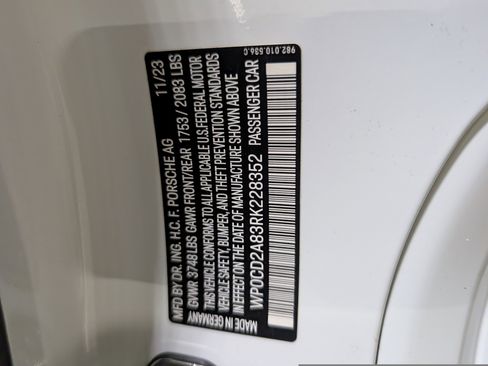 982.010.536.C
11/23
MFD BY DR. ING. H.C. F. PORSCHE AG
GVWR 3748 LBS GAWR FRONT/REAR 1753 / 2083 LBS
THIS VEHICLE CONFORMS TO ALL APPLICABLE U.S. FEDERAL MOTOR
VEHICLE SAFETY, BUMPER, AND THEFT PREVENTION STANDARDS
IN EFFECT ON THE DATE OF MANUFACTURE SHOWN ABOVE
WP0CD2A83RK228352 PASSENGER CAR
MADE IN GERMANY